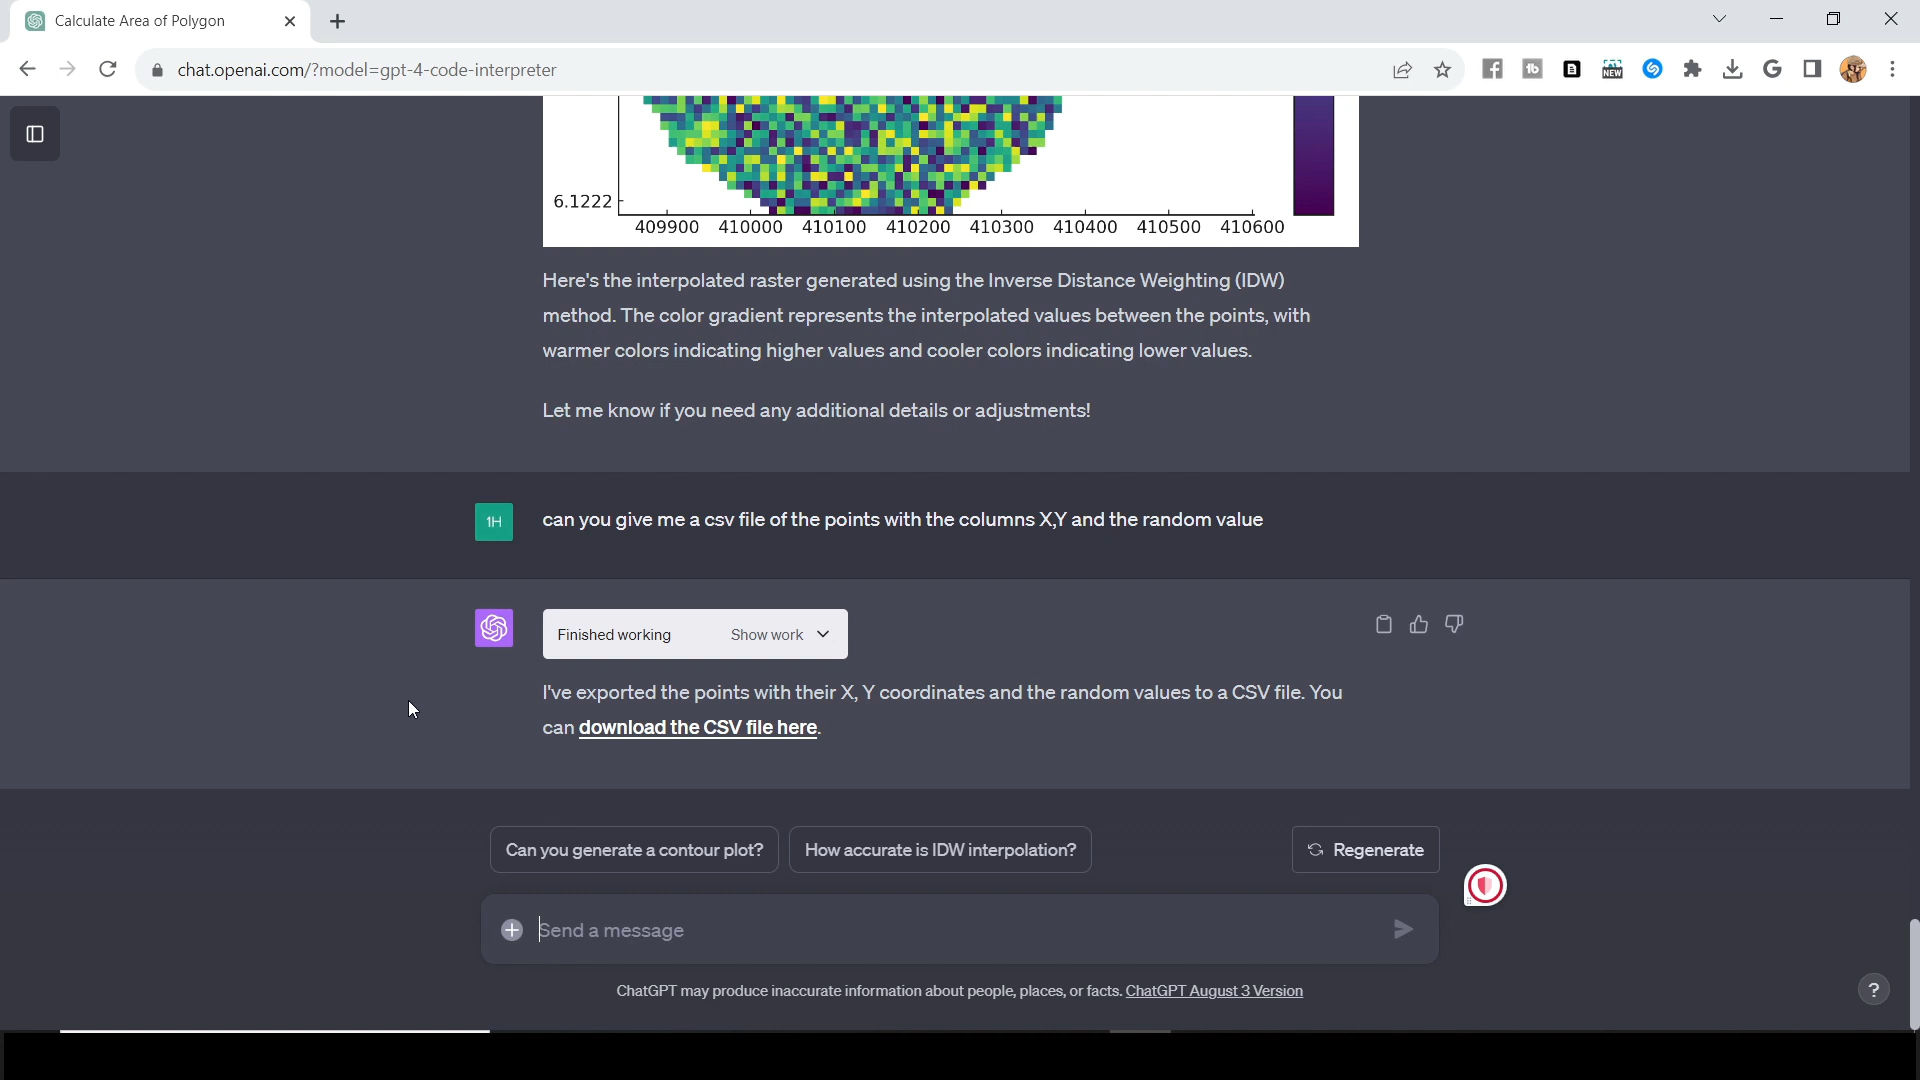 Calculate Area of Polygon
chat.openai.com/?model=gpt-4-code-interpreter
6.1222
409900 410000 410100 410200 410300 410400 410500 410600
Here's the interpolated raster generated using the Inverse Distance Weighting (IDW)
method. The color gradient represents the interpolated values between the points, with
warmer colors indicating higher values and cooler colors indicating lower values.
Let me know if you need any additional details or adjustments!
1H
can you give me a csv file of the points with the columns X,Y and the random value
Finished working Show work
I've exported the points with their X, Y coordinates and the random values to a CSV file. You
can download the CSV file here.
Can you generate a contour plot? How accurate is IDW interpolation? Regenerate
Send a message
ChatGPT may produce inaccurate information about people, places, or facts. ChatGPT August 3 Version
?